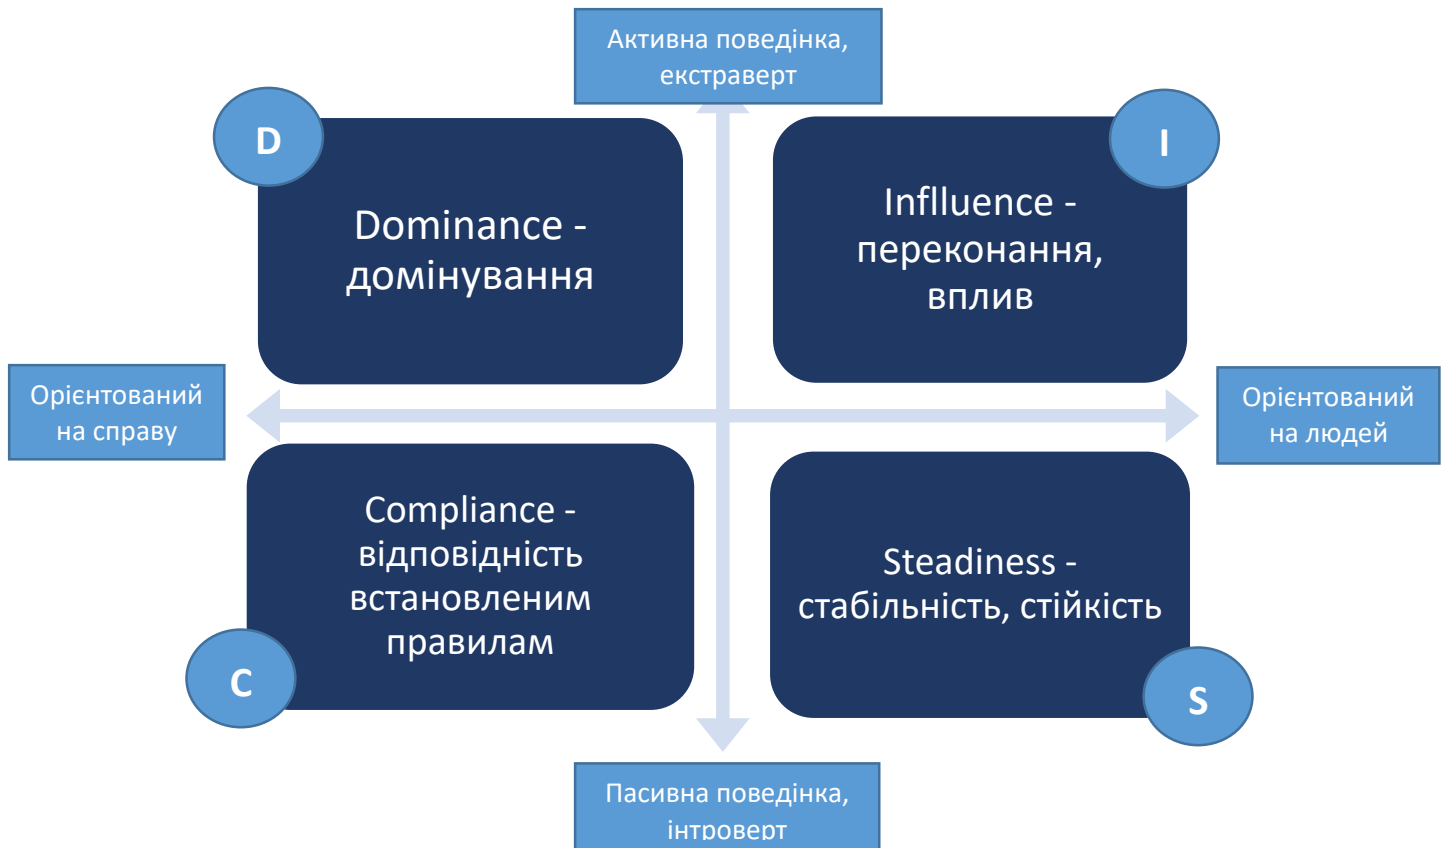 Активна поведінка,
екстраверт
D
I
Dominance -
домінування
Inflluence -
переконання,
вплив
Орієнтований
на справу
Орієнтований
на людей
Compliance -
відповідність
встановленим
правилам
Steadiness -
стабільність, стійкість
C
S
Пасивна поведінка,
інтроверт